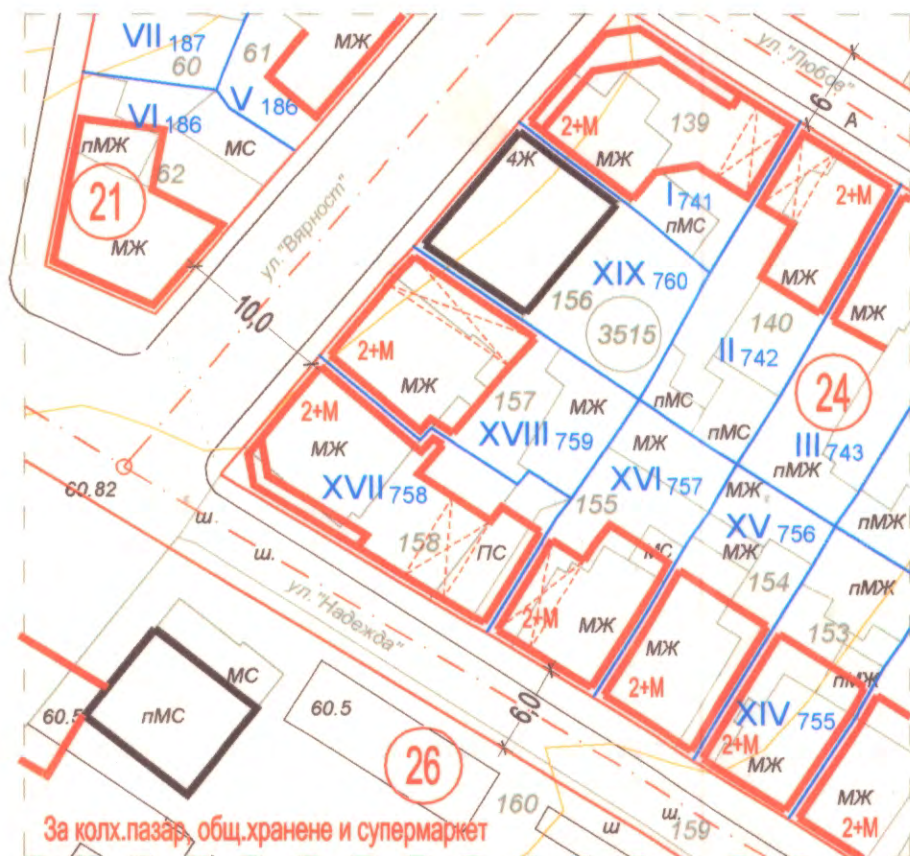 VII 187
60
61
МЖ
ул. "Любов"
V 186
VI 186
МС
пМЖ
62
21
МЖ
ул. "Вярност"
10,0
6
А
2+М
139
МЖ
4Ж
I 741
пМС
2+М
МЖ
МЖ
XIX 760
156
3515
140
II 742
24
2+М
МЖ
157
МЖ
пМС
пМС
III 743
пМЖ
XVIII 759
МЖ
2+М
МЖ
XVII 758
XVI 757
МЖ
XV 756
пМЖ
155
158
ПС
МС
МЖ
154
153
пМЖ
60.82
ш.
ш.
ул. "Надежда"
2+М
МЖ
МЖ
2+М
пМЖ
XIV 755
2+М
МЖ
МЖ
2+М
МС
пМС
60.5
60.5
6,0
26
160
ш
ш.
159
За колх.пазар, общ.хранене и супермаркет